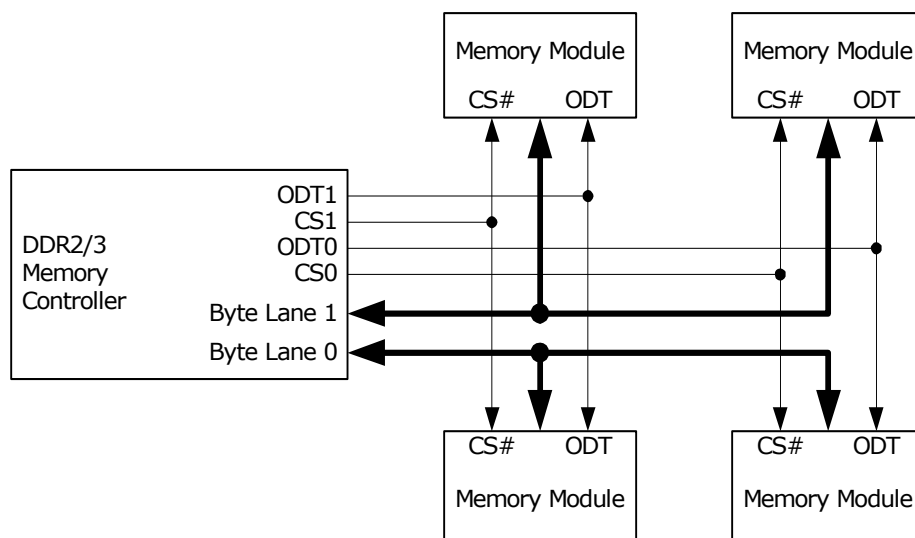 Memory Module
CS# ODT
Memory Module
CS# ODT
DDR2/3
Memory
Controller
ODT1
CS1
ODT0
CS0
Byte Lane 1
Byte Lane 0
CS# ODT
Memory Module
CS# ODT
Memory Module